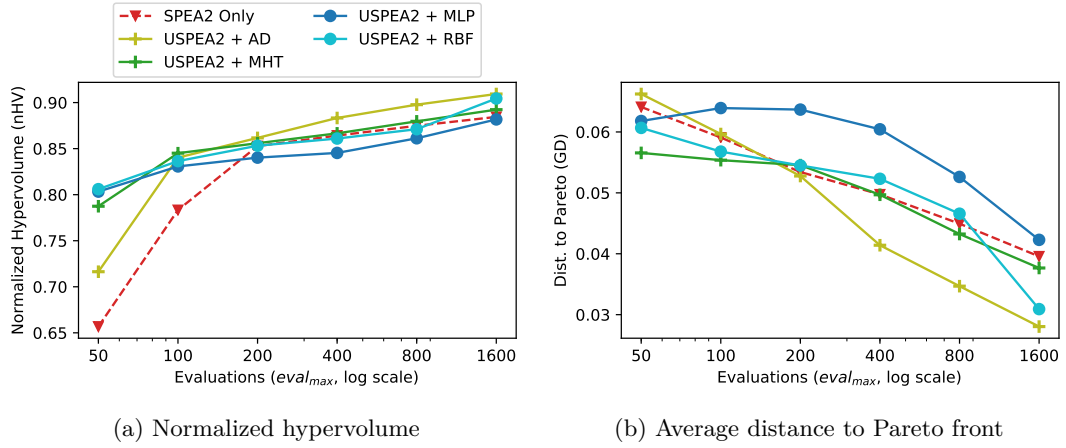 SPEA2 Only
USPEA2 + AD
USPEA2 + MHT
USPEA2 + MLP
USPEA2 + RBF
Normalized Hypervolume (nHV)
0.90
0.85
0.80
0.75
0.70
0.65
50 100 200 400 800 1600
Evaluations (eval_max, log scale)
(a) Normalized hypervolume
Dist. to Pareto (GD)
0.06
0.05
0.04
0.03
50 100 200 400 800 1600
Evaluations (eval_max, log scale)
(b) Average distance to Pareto front